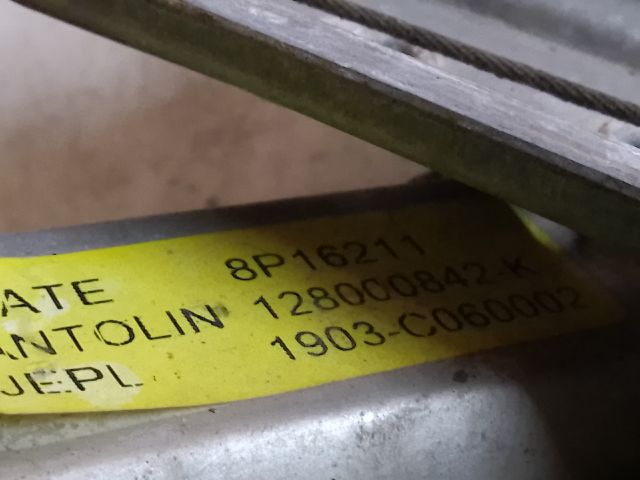 ATE 8P16211
ANTOLIN 128000842-K
JEPL 1903-C060002